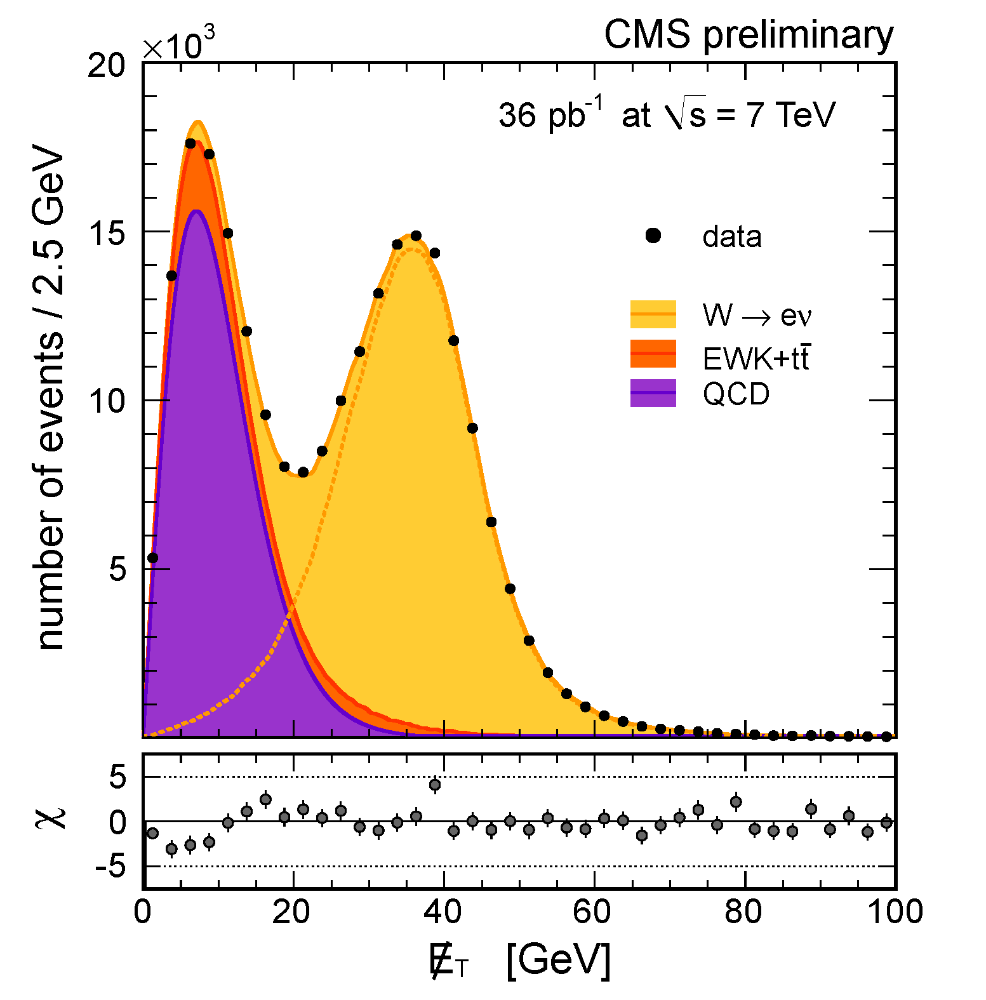 CMS preliminary
×10³
36 pb⁻¹ at √s = 7 TeV
number of events / 2.5 GeV
20
15
10
5
data
W → eν
EWK+tt̄
QCD
χ
5
0
-5
0 20 40 60 80 100
E̸_T [GeV]